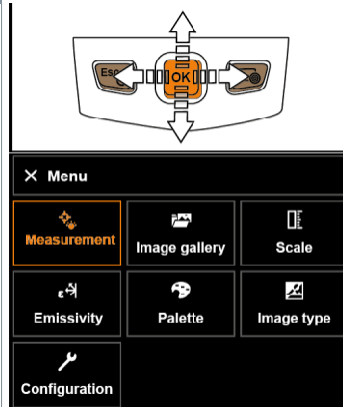 Esc
OK
Menu
Measurement
Image gallery
Scale
Emissivity
Palette
Image type
Configuration